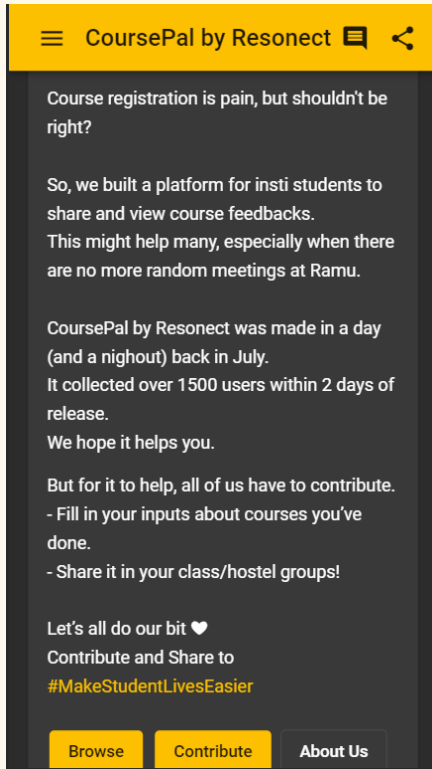 CoursePal by Resonect
Course registration is pain, but shouldn't be
right?
So, we built a platform for insti students to
share and view course feedbacks.
This might help many, especially when there
are no more random meetings at Ramu.
CoursePal by Resonect was made in a day
(and a nighout) back in July.
It collected over 1500 users within 2 days of
release.
We hope it helps you.
But for it to help, all of us have to contribute.
- Fill in your inputs about courses you’ve
done.
- Share it in your class/hostel groups!
Let’s all do our bit ♥
Contribute and Share to
#MakeStudentLivesEasier
Browse Contribute About Us